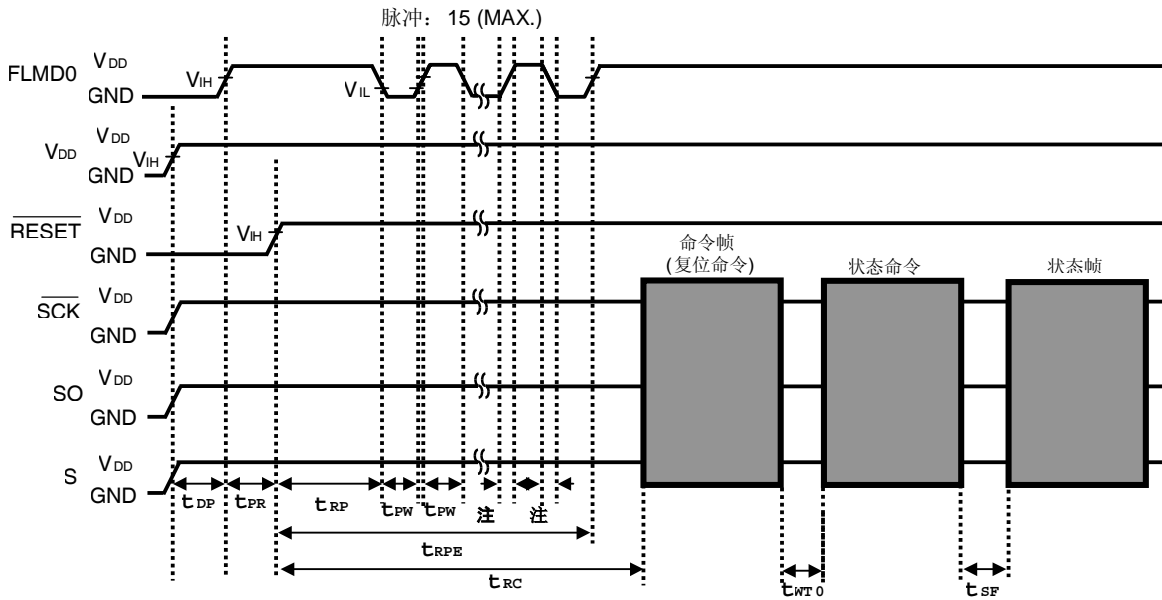 脉冲： 15 (MAX.)
FLMD0 VDD VIH VIL
GND
VDD VDD VIH
GND
RESET VDD VIH
GND
命令帧
(复位命令)
状态命令
状态帧
SCK VDD
GND
SO VDD
GND
S VDD
GND
tDP tPR tRP tPW tPW 注 注
tRPE
tRC
tWT0 tSF